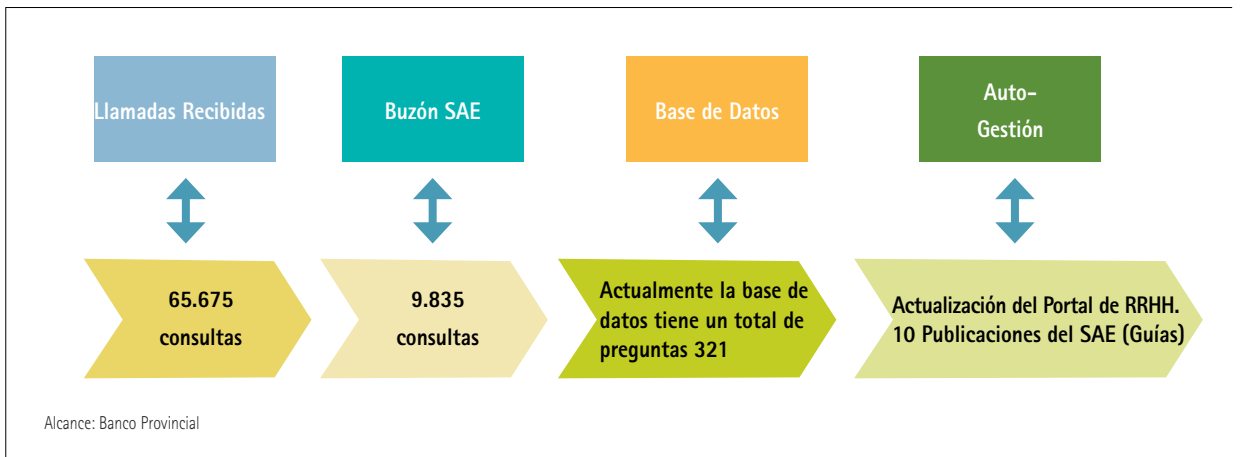 Llamadas Recibidas
Buzón SAE
Base de Datos
Auto-
Gestión
65.675
consultas
9.835
consultas
Actualmente la base de
datos tiene un total de
preguntas 321
Actualización del Portal de RRHH.
10 Publicaciones del SAE (Guías)
Alcance: Banco Provincial